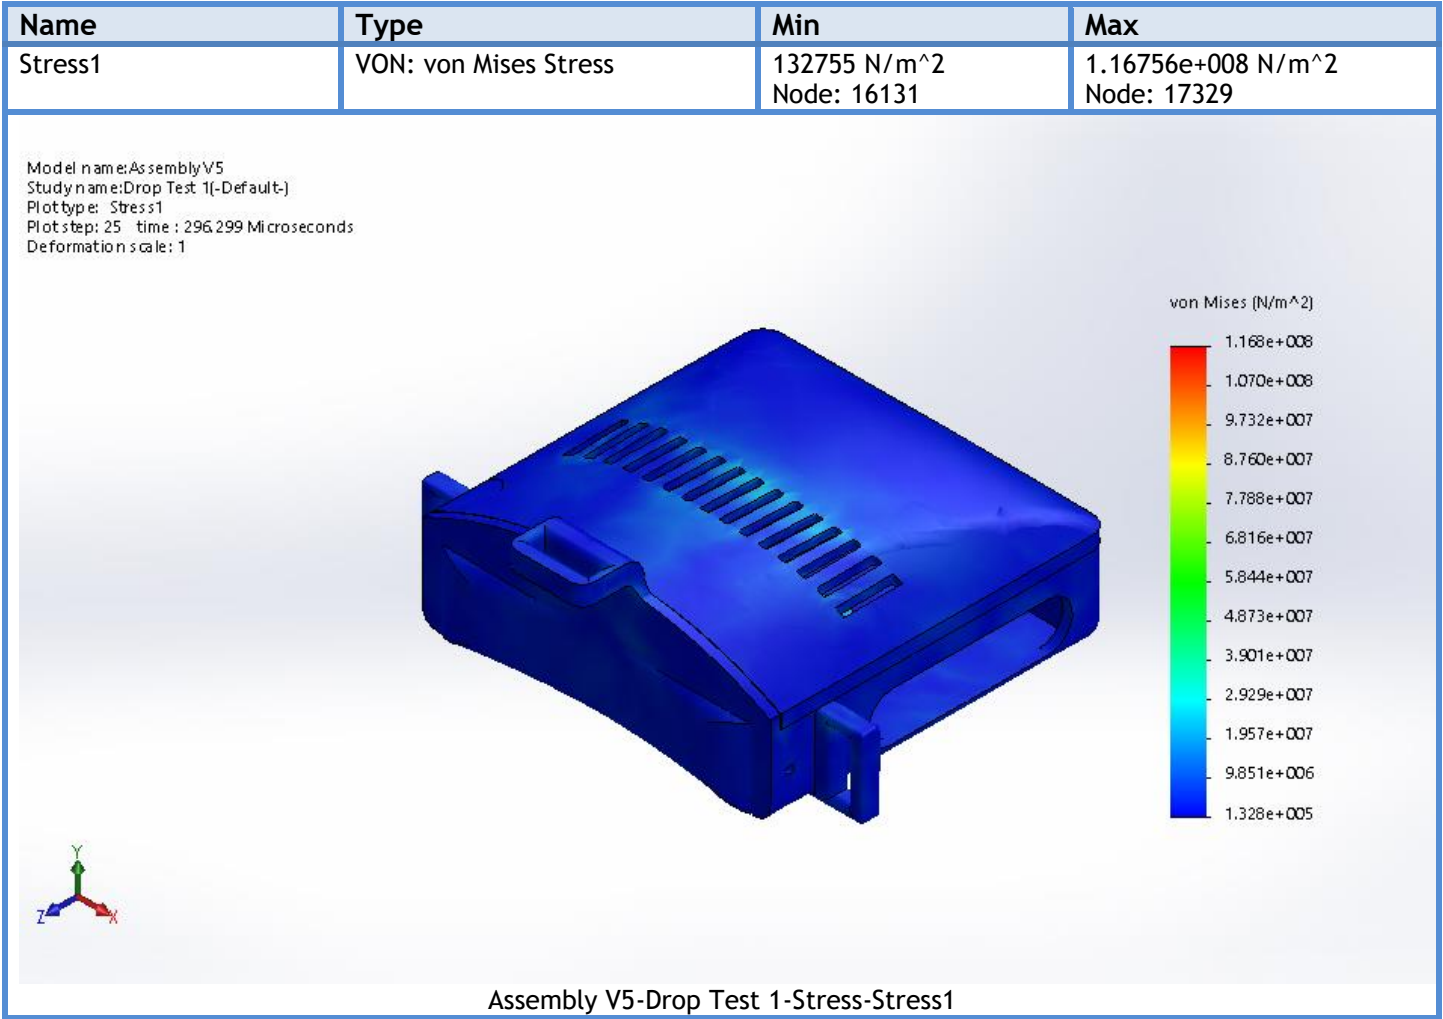 Name Type Min Max
Stress1 VON: von Mises Stress 132755 N/m^2 1.16756e+008 N/m^2
Node: 16131 Node: 17329
Model name:Assembly V5
Study name:Drop Test 1(-Default-)
Plot type: Stress1
Plot step: 25 time : 296.299 Microseconds
Deformation scale: 1
von Mises (N/m^2)
1.168e+008
1.070e+008
9.732e+007
8.760e+007
7.788e+007
6.816e+007
5.844e+007
4.873e+007
3.901e+007
2.929e+007
1.957e+007
9.851e+006
1.328e+005
Y
Z X
Assembly V5-Drop Test 1-Stress-Stress1